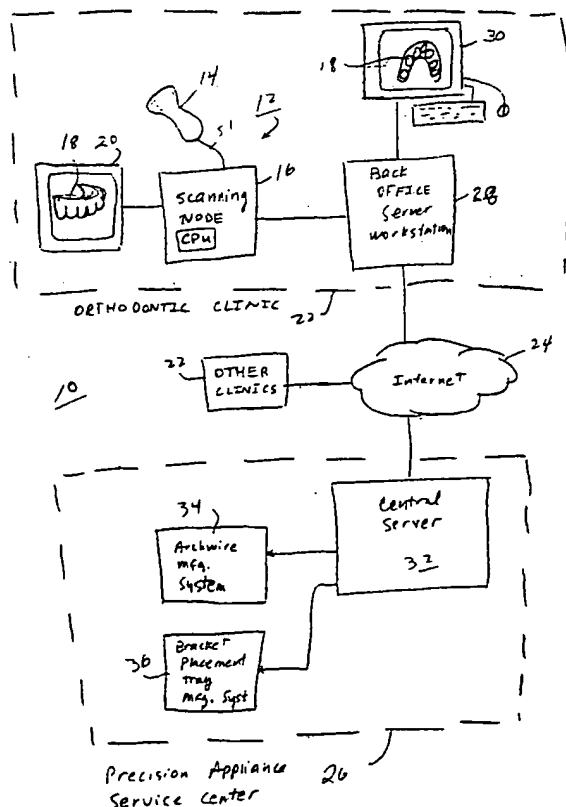 30
18
14
12
51
18
20
16
Scanning
NODE
CPU
Back
OFFICE
Server
Workstation
28
ORTHODONTIC CLINIC
22
22
OTHER
CLINICS
24
Internet
10
Central
Server
32
34
Archwire
mfg.
System
36
Bracket
Placement
Tray
Mfg. Syst
Precision Appliance
Service Center
26